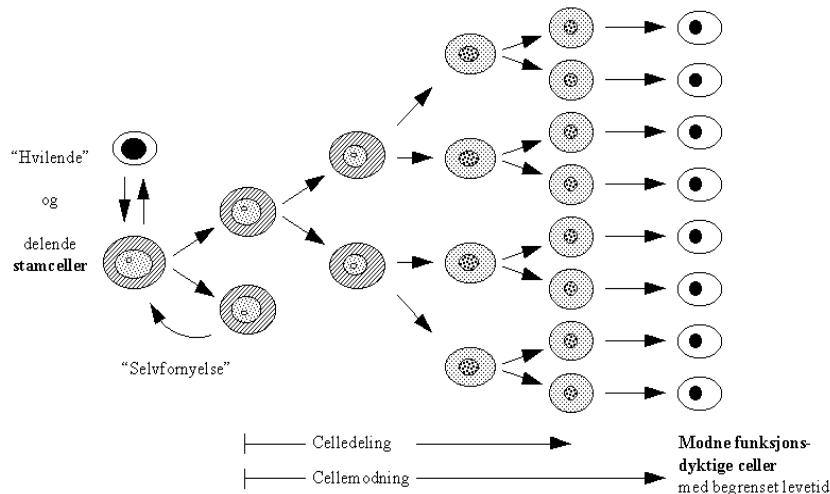 “Hvilende”
og
delende
stamceller
“Selvfornyelse”
Celledeling
Cellemodning
Modne funksjons-
dyktige celler
med begrenset levetid